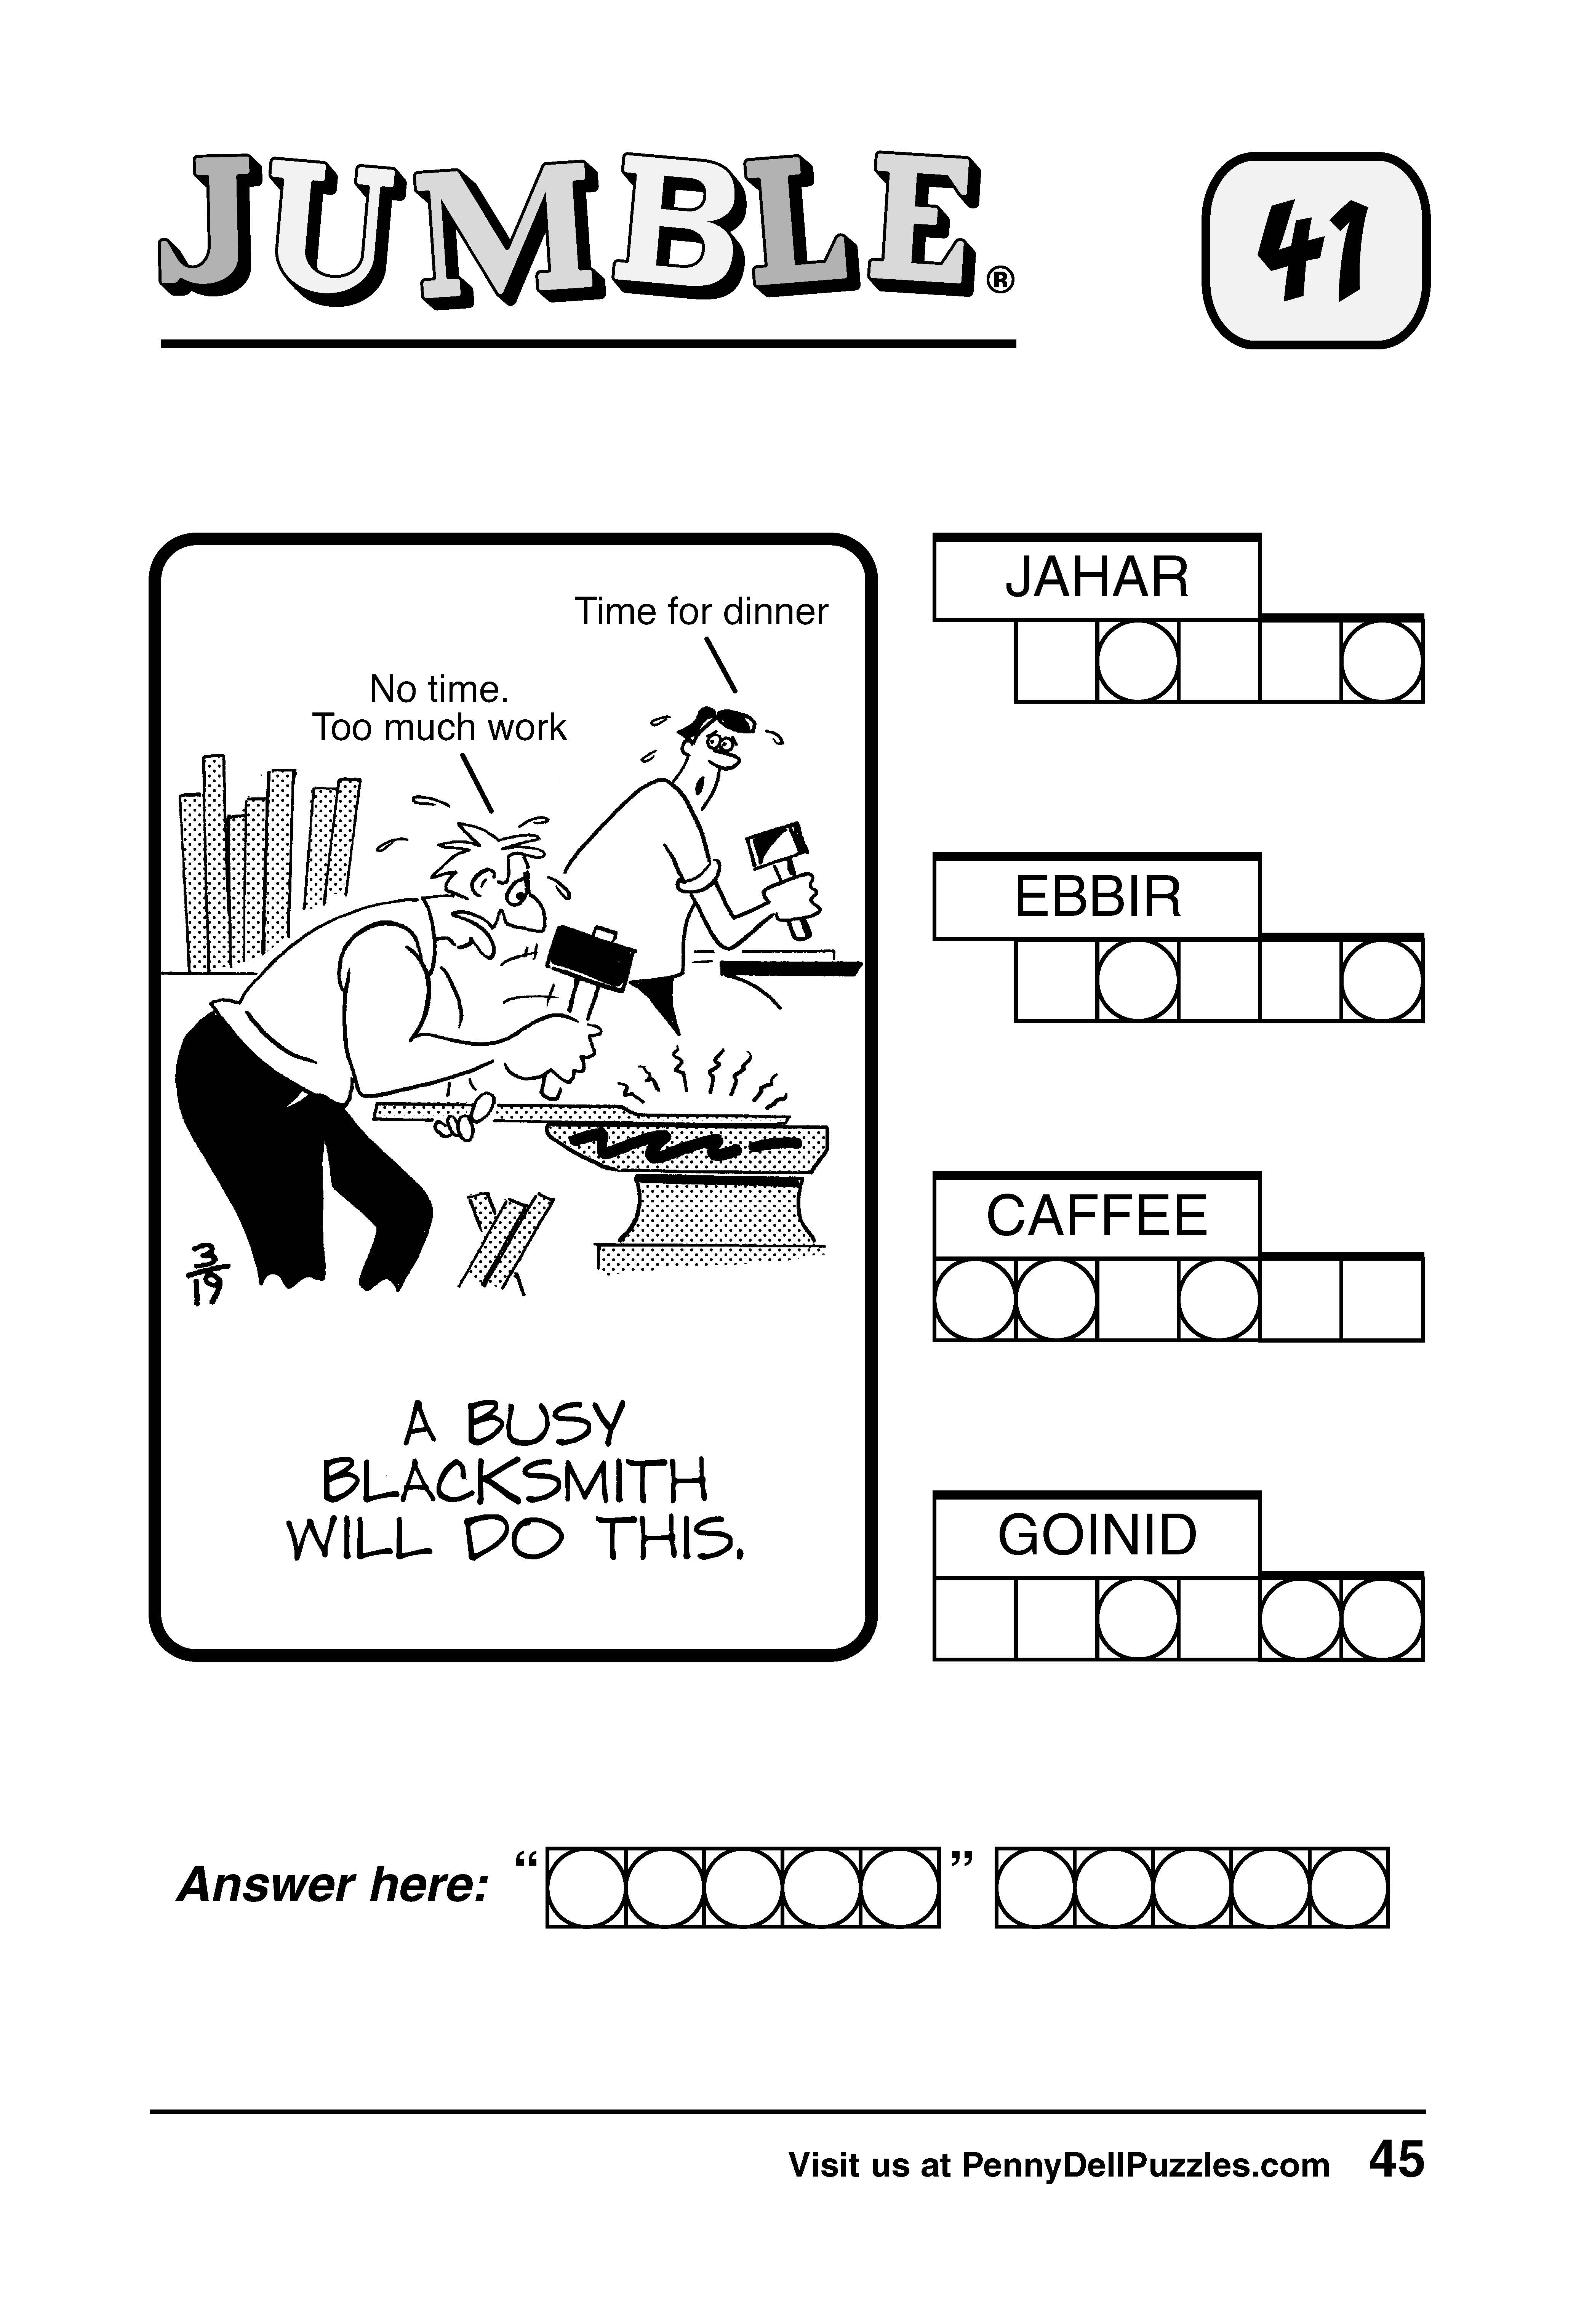 JUMBLE®
41
Time for dinner
No time.
Too much work
3
19
A BUSY
BLACKSMITH
WILL DO THIS.
JAHAR
EBBIR
CAFFEE
GOINID
Answer here: “ ”
Visit us at PennyDellPuzzles.com 45